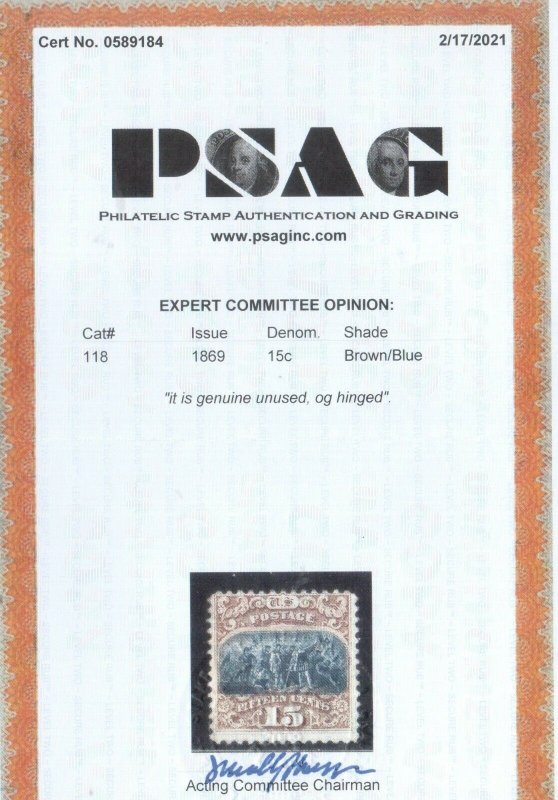 Cert No. 0589184 2/17/2021
PSAG
PHILATELIC STAMP AUTHENTICATION AND GRADING
www.psaginc.com
EXPERT COMMITTEE OPINION:
Cat# Issue Denom. Shade
118 1869 15c Brown/Blue
"it is genuine unused, og hinged".
U.S
POSTAGE
FIFTEEN CENTS
15
Acting Committee Chairman